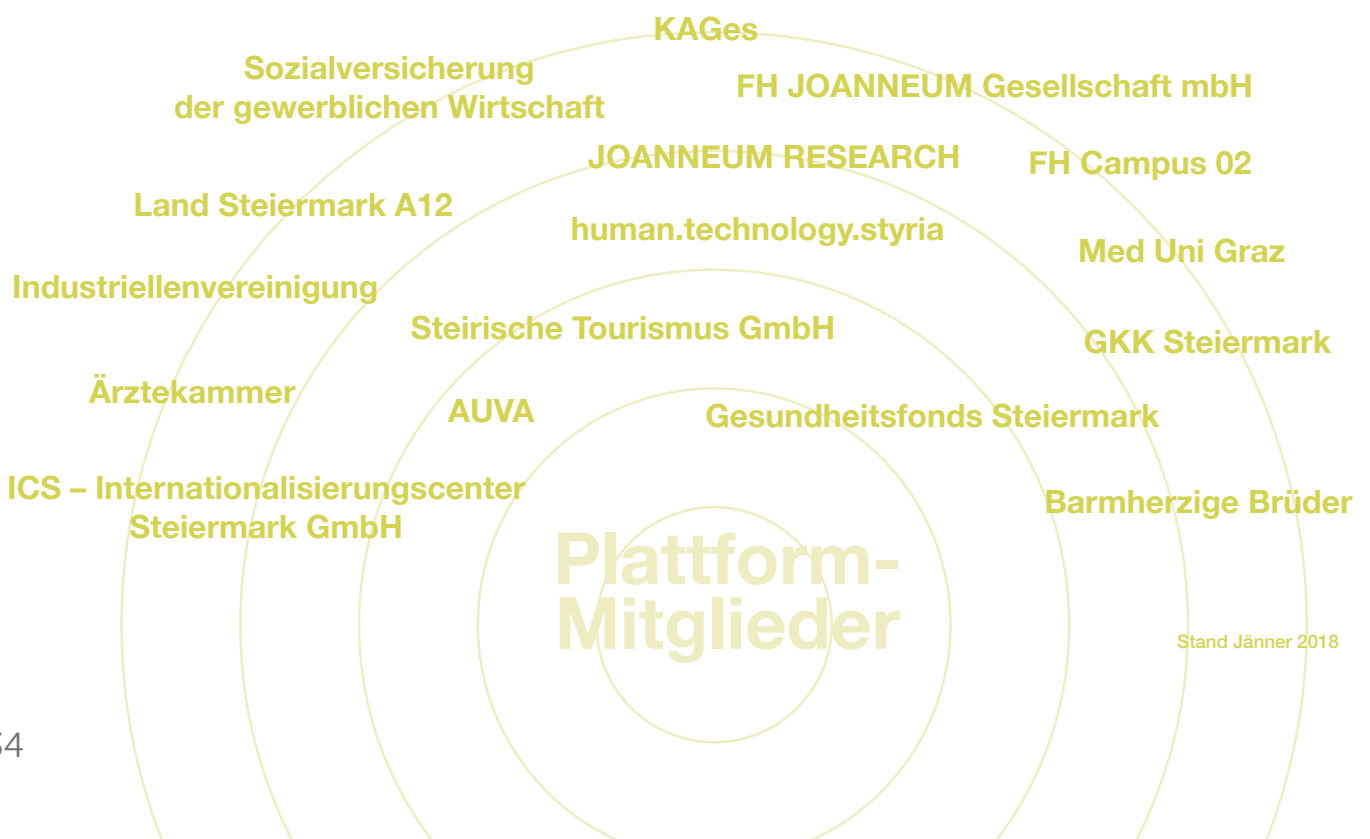 KAGes
Sozialversicherung
der gewerblichen Wirtschaft
FH JOANNEUM Gesellschaft mbH
JOANNEUM RESEARCH
FH Campus 02
Land Steiermark A12
human.technology.styria
Med Uni Graz
Industriellenvereinigung
Steirische Tourismus GmbH
GKK Steiermark
Ärztekammer
AUVA
Gesundheitsfonds Steiermark
ICS – Internationalisierungscenter
Steiermark GmbH
Barmherzige Brüder
Plattform-
Mitglieder
Stand Jänner 2018